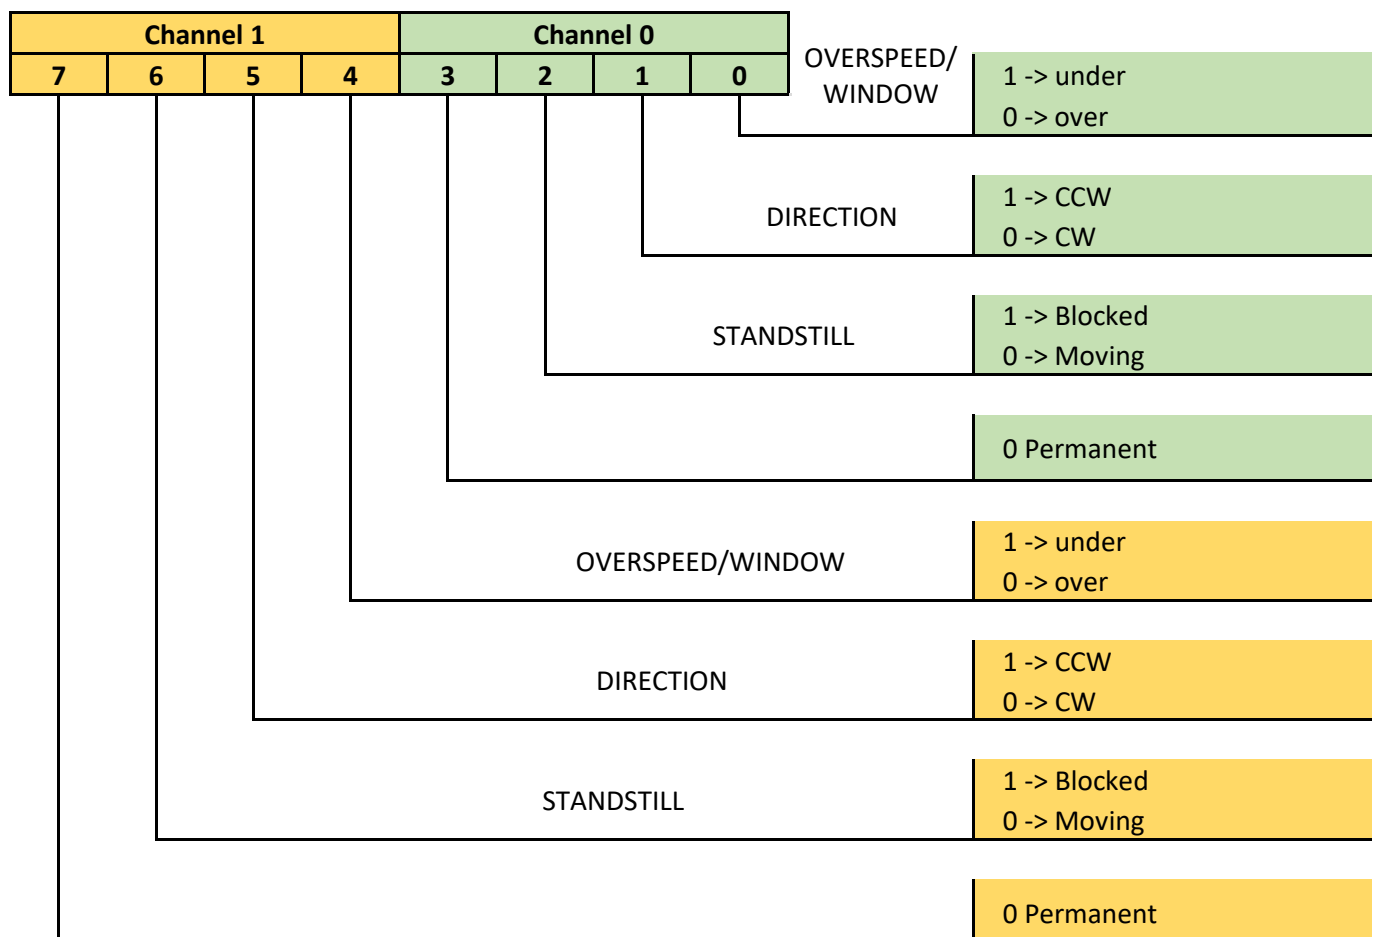 Channel 1 Channel 0
7 6 5 4 3 2 1 0
OVERSPEED/
WINDOW
1 -> under
0 -> over
DIRECTION
1 -> CCW
0 -> CW
STANDSTILL
1 -> Blocked
0 -> Moving
0 Permanent
OVERSPEED/WINDOW
1 -> under
0 -> over
DIRECTION
1 -> CCW
0 -> CW
STANDSTILL
1 -> Blocked
0 -> Moving
0 Permanent